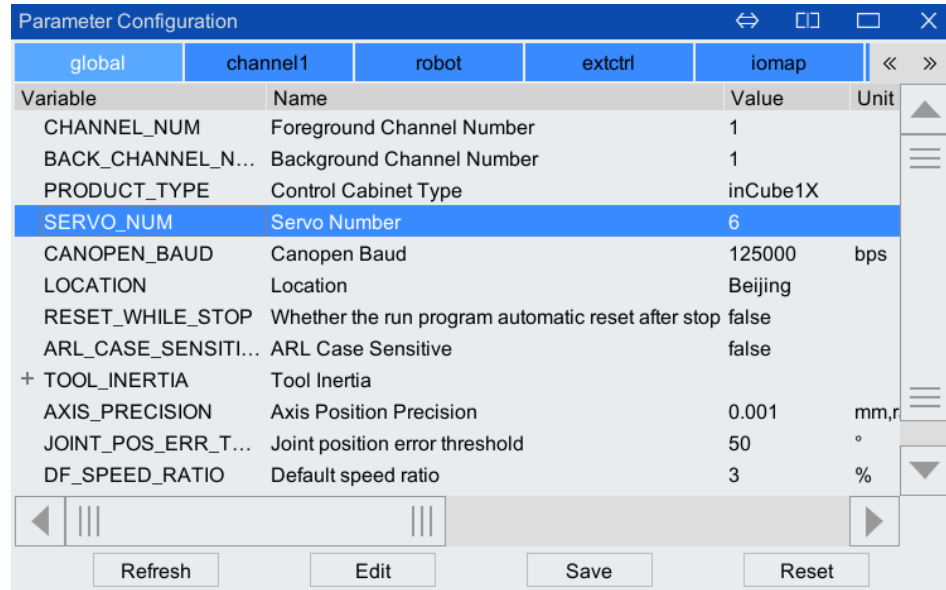 Parameter Configuration
global channel1 robot extctrl iomap « »
Variable Name Value Unit
CHANNEL_NUM Foreground Channel Number 1
BACK_CHANNEL_N... Background Channel Number 1
PRODUCT_TYPE Control Cabinet Type inCube1X
SERVO_NUM Servo Number 6
CANOPEN_BAUD Canopen Baud 125000 bps
LOCATION Location Beijing
RESET_WHILE_STOP Whether the run program automatic reset after stop false
ARL_CASE_SENSITI... ARL Case Sensitive false
+ TOOL_INERTIA Tool Inertia
AXIS_PRECISION Axis Position Precision 0.001 mm,r
JOINT_POS_ERR_T... Joint position error threshold 50 °
DF_SPEED_RATIO Default speed ratio 3 %
Refresh Edit Save Reset